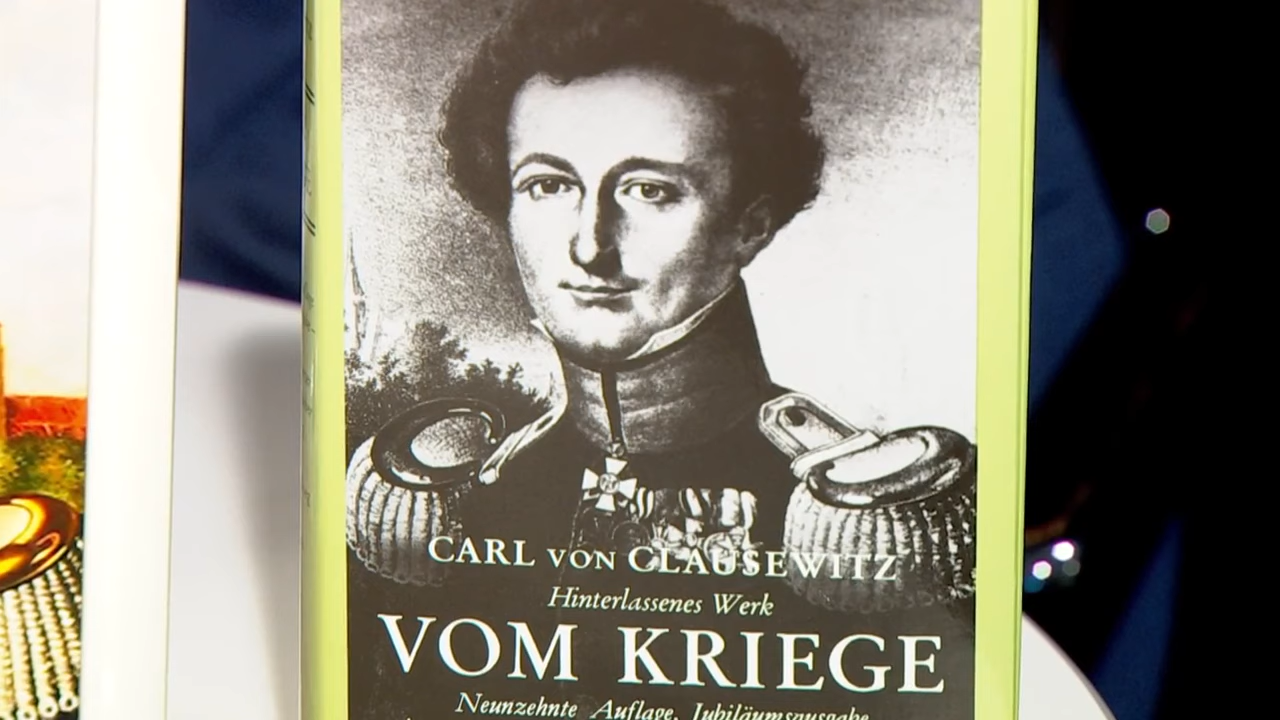 CARL VON CLAUSEWITZ
Hinterlassenes Werk
VOM KRIEGE
Neunzehnte Auflage. Jubiläumsausgabe